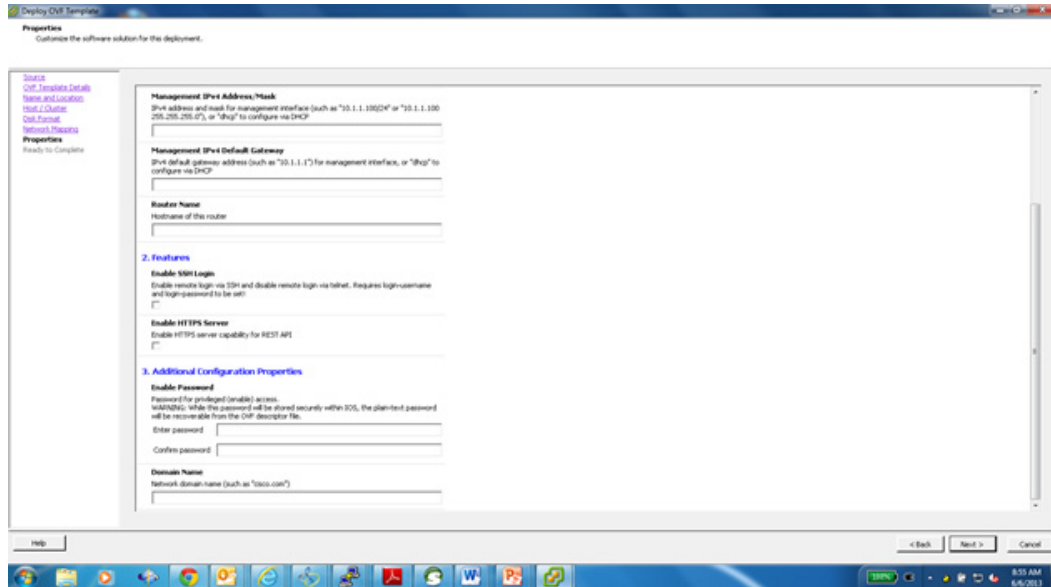 Deploy OVF Template
Properties
Customize the software solution for this deployment.
Source
OVF Template Details
Name and Location
Host / Cluster
Disk Format
Network Mapping
Properties
Ready to Complete
Management IPv4 Address/Mask
IPv4 address and mask for management interface (such as "10.1.1.100/24" or "10.1.1.100
255.255.255.0"), or "dhcp" to configure via DHCP
Management IPv4 Default Gateway
IPv4 default gateway address (such as "10.1.1.1") for management interface, or "dhcp" to
configure via DHCP
Router Name
Hostname of this router
2. Features
Enable SSH Login
Enable remote login via SSH and disable remote login via telnet. Requires login-username
and login-password to be set!
Enable HTTPS Server
Enable HTTPS server capability for REST API
3. Additional Configuration Properties
Enable Password
Password for privileged (enable) access.
WARNING: While this password will be stored securely within IOS, the plain-text password
will be recoverable from the OVF descriptor file.
Enter password
Confirm password
Domain Name
Network domain name (such as "cisco.com")
Help
< Back
Next >
Cancel
100%
8:55 AM
6/6/2013